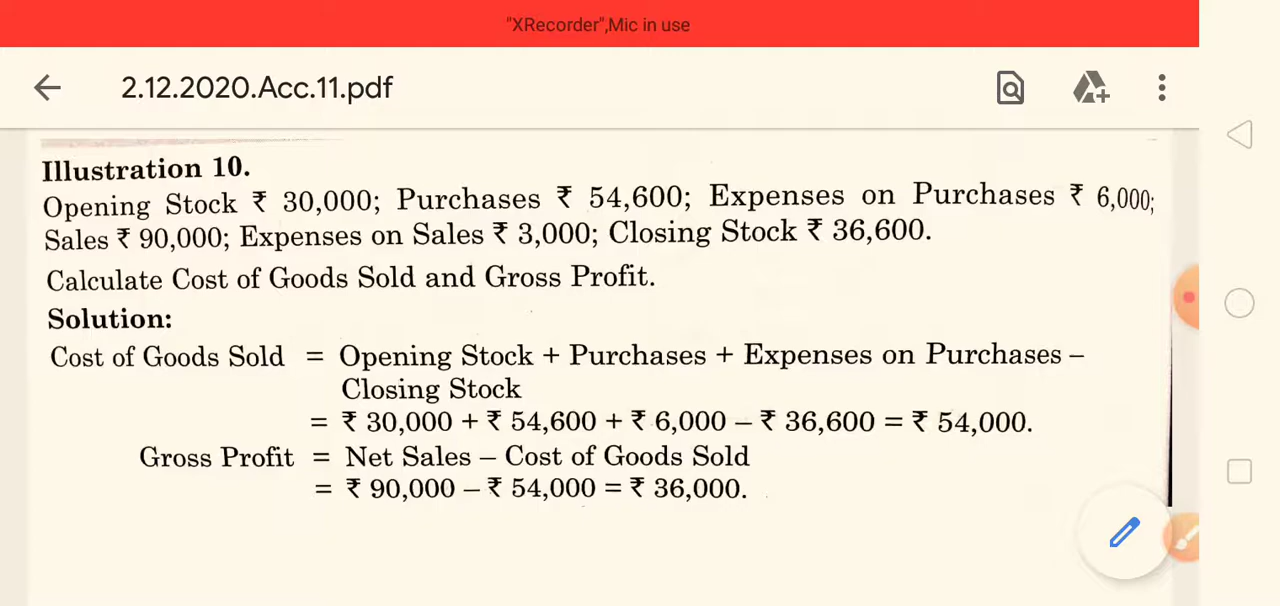 "XRecorder",Mic in use
2.12.2020.Acc.11.pdf
Illustration 10.
Opening Stock ₹ 30,000; Purchases ₹ 54,600; Expenses on Purchases ₹ 6,000;
Sales ₹ 90,000; Expenses on Sales ₹ 3,000; Closing Stock ₹ 36,600.
Calculate Cost of Goods Sold and Gross Profit.
Solution:
Cost of Goods Sold = Opening Stock + Purchases + Expenses on Purchases –
Closing Stock
= ₹ 30,000 + ₹ 54,600 + ₹ 6,000 – ₹ 36,600 = ₹ 54,000.
Gross Profit = Net Sales – Cost of Goods Sold
= ₹ 90,000 – ₹ 54,000 = ₹ 36,000.